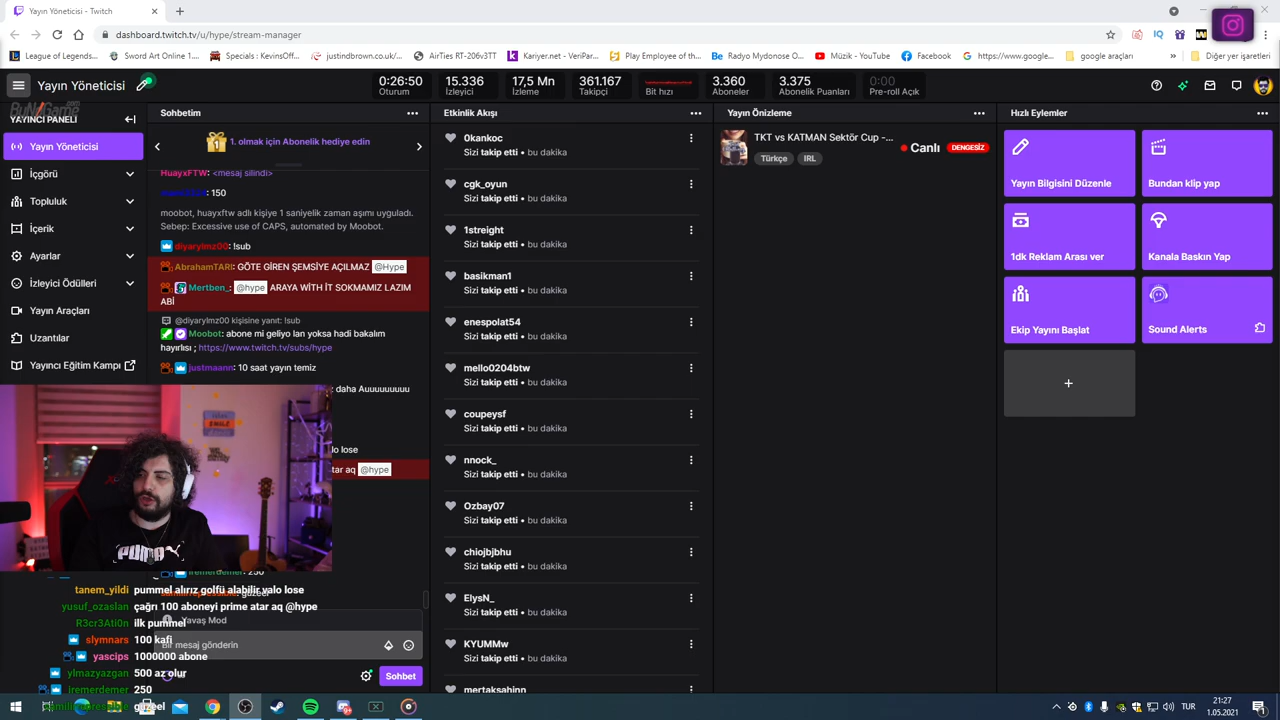 Yayın Yöneticisi - Twitch
dashboard.twitch.tv/u/hype/stream-manager
League of Legends...
Sword Art Online 1...
Specials : KevinsOff...
justindbrown.co.uk/...
AirTies RT-206v3TT
Kariyer.net - VeriPar...
Play Employee of the...
Radyo Mydonose O...
Müzik - YouTube
Facebook
https://www.google...
google araçları
Diğer yer işaretleri
Yayın Yöneticisi
0:26:50
Oturum
15.336
İzleyici
17,5 Mn
İzleme
361.167
Takipçi
Bit hızı
3.360
Aboneler
3.375
Abonelik Puanları
0:00
Pre-roll Açık
YAYINCI PANELİ
Yayın Yöneticisi
İçgörü
Topluluk
İçerik
Ayarlar
İzleyici Ödülleri
Yayın Araçları
Uzantılar
Yayıncı Eğitim Kampı
Sohbetim
1. olmak için Abonelik hediye edin
HuayxFTW: <mesaj silindi>
: 150
moobot, huayxftw adlı kişiye 1 saniyelik zaman aşımı uyguladı.
Sebep: Excessive use of CAPS, automated by Moobot.
diyarylmz00: !sub
AbrahamTARI: GÖTE GİREN ŞEMSİYE AÇILMAZ @Hype
Mertben_: @hype ARAYA WİTH İT SOKMAMIZ LAZIM
ABİ
@diyarylmz00 kişisine yanıt: !sub
Moobot: abone mi geliyo lan yoksa hadi bakalım
hayırlısı ; https://www.twitch.tv/subs/hype
justmaann: 10 saat yayın temiz
: daha Auuuuuuuuu
lo lose
tar aq @hype
iremerdemer: 250
Yavaş Mod
Bir mesaj gönderin
Sohbet
tanem_yildi pummel alırız golfü alabilir yalo lose
yusuf_ozaslan çağrı 100 aboneyi prime atar aq @hype
R3cr3Ati0n ilk pummel
slymnars 100 kafi
yascips 1000000 abone
ylmazyazgan 500 az olur
iremerdemer 250
güzeel
Etkinlik Akışı
0kankoc
Sizi takip etti • bu dakika
cgk_oyun
Sizi takip etti • bu dakika
1streight
Sizi takip etti • bu dakika
basikman1
Sizi takip etti • bu dakika
enespolat54
Sizi takip etti • bu dakika
mello0204btw
Sizi takip etti • bu dakika
coupeysf
Sizi takip etti • bu dakika
nnock_
Sizi takip etti • bu dakika
Ozbay07
Sizi takip etti • bu dakika
chiojbjbhu
Sizi takip etti • bu dakika
ElysN_
Sizi takip etti • bu dakika
KYUMMw
Sizi takip etti • bu dakika
mertaksahinn
Yayın Önizleme
TKT vs KATMAN Sektör Cup -...
Türkçe
IRL
Canlı
DENGESİZ
Hızlı Eylemler
Yayın Bilgisini Düzenle
Bundan klip yap
1dk Reklam Arası ver
Kanala Baskın Yap
Ekip Yayını Başlat
Sound Alerts
TUR
21:27
1.05.2021